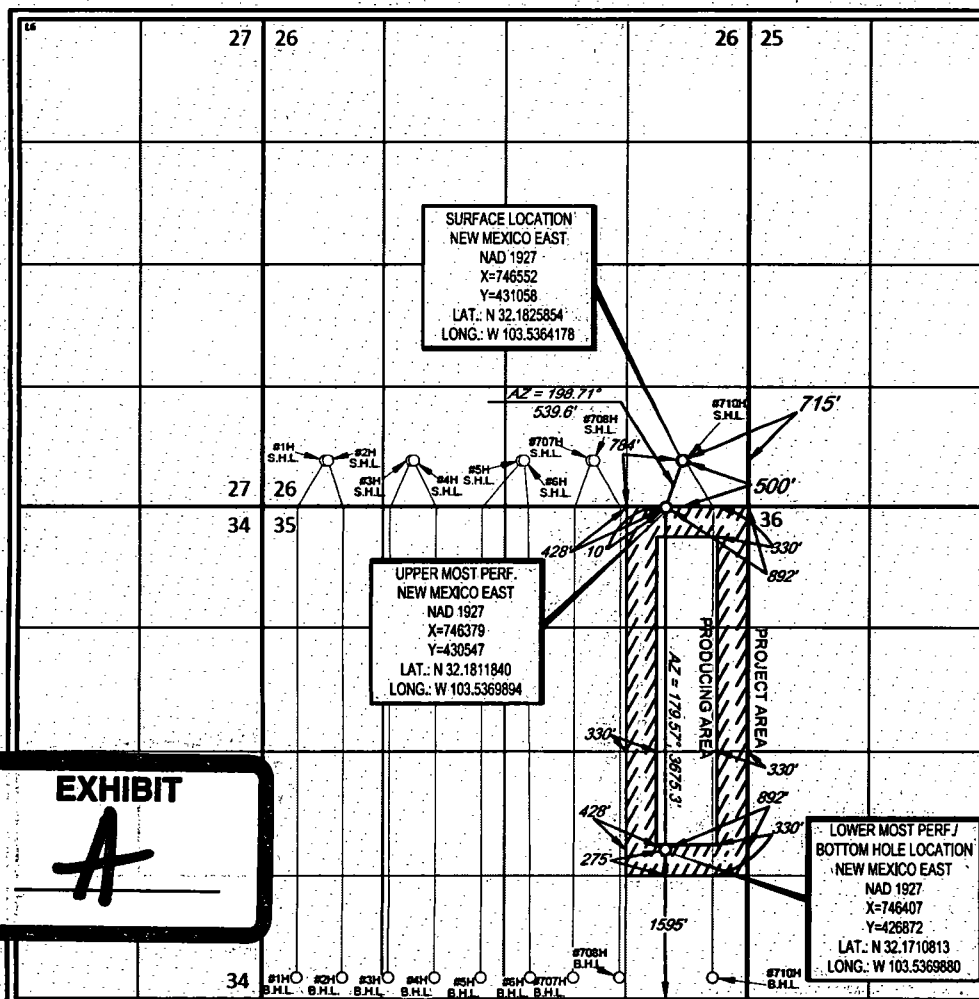 27 26
26 25
SURFACE LOCATION
NEW MEXICO EAST
NAD 1927
X=746552
Y=431058
LAT.: N 32.1825854
LONG.: W 103.5364178
AZ = 198.71°
539.6'
#708H
S.H.L.
#710H
S.H.L.
715'
784'
#1H
S.H.L.
#2H
S.H.L.
#3H
S.H.L.
#4H
S.H.L.
#5H
S.H.L.
#6H
S.H.L.
#707H
S.H.L.
500'
27 26
34 35
36
428'
10'
330'
892'
UPPER MOST PERF.
NEW MEXICO EAST
NAD 1927
X=746379
Y=430547
LAT.: N 32.1811840
LONG.: W 103.5369894
AZ = 179.57°, 3675.3'
PRODUCING AREA
PROJECT AREA
330'
330'
EXHIBIT
A
428'
892'
330'
275'
LOWER MOST PERF./
BOTTOM HOLE LOCATION
NEW MEXICO EAST
NAD 1927
X=746407
Y=426872
LAT.: N 32.1710813
LONG.: W 103.5369880
1595'
34
#1H
B.H.L.
#2H
B.H.L.
#3H
B.H.L.
#4H
B.H.L.
#5H
B.H.L.
#6H
B.H.L.
#707H
B.H.L.
#708H
B.H.L.
#710H
B.H.L.